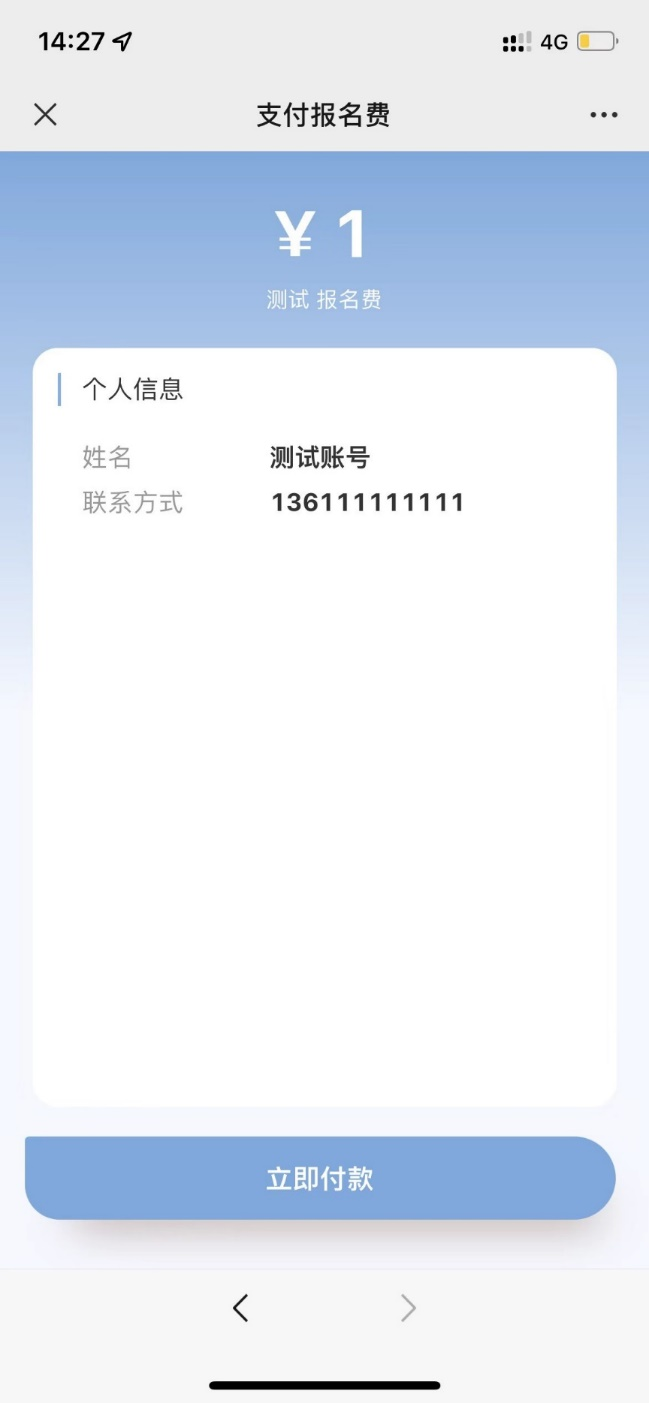 14:27
4G
支付报名费
¥ 1
测试 报名费
个人信息
姓名 测试账号
联系方式 136111111111
立即付款